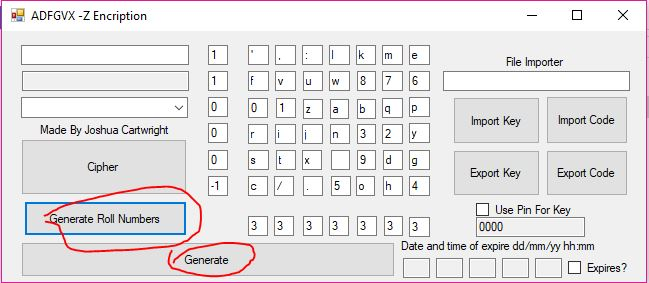 ADFGVX -Z Encription
1 ' , : l k m e
File Importer
1 f v u w 8 7 6
0 0 1 z a b q p
Import Key Import Code
Made By Joshua Cartwright
0 r i j n 3 2 y
Cipher
0 s t x 9 d g
Export Key Export Code
-1 c / . 5 o h 4
Generate Roll Numbers
3 3 3 3 3 3 3
Use Pin For Key
0000
Date and time of expire dd/mm/yy hh:mm
Generate
Expires?